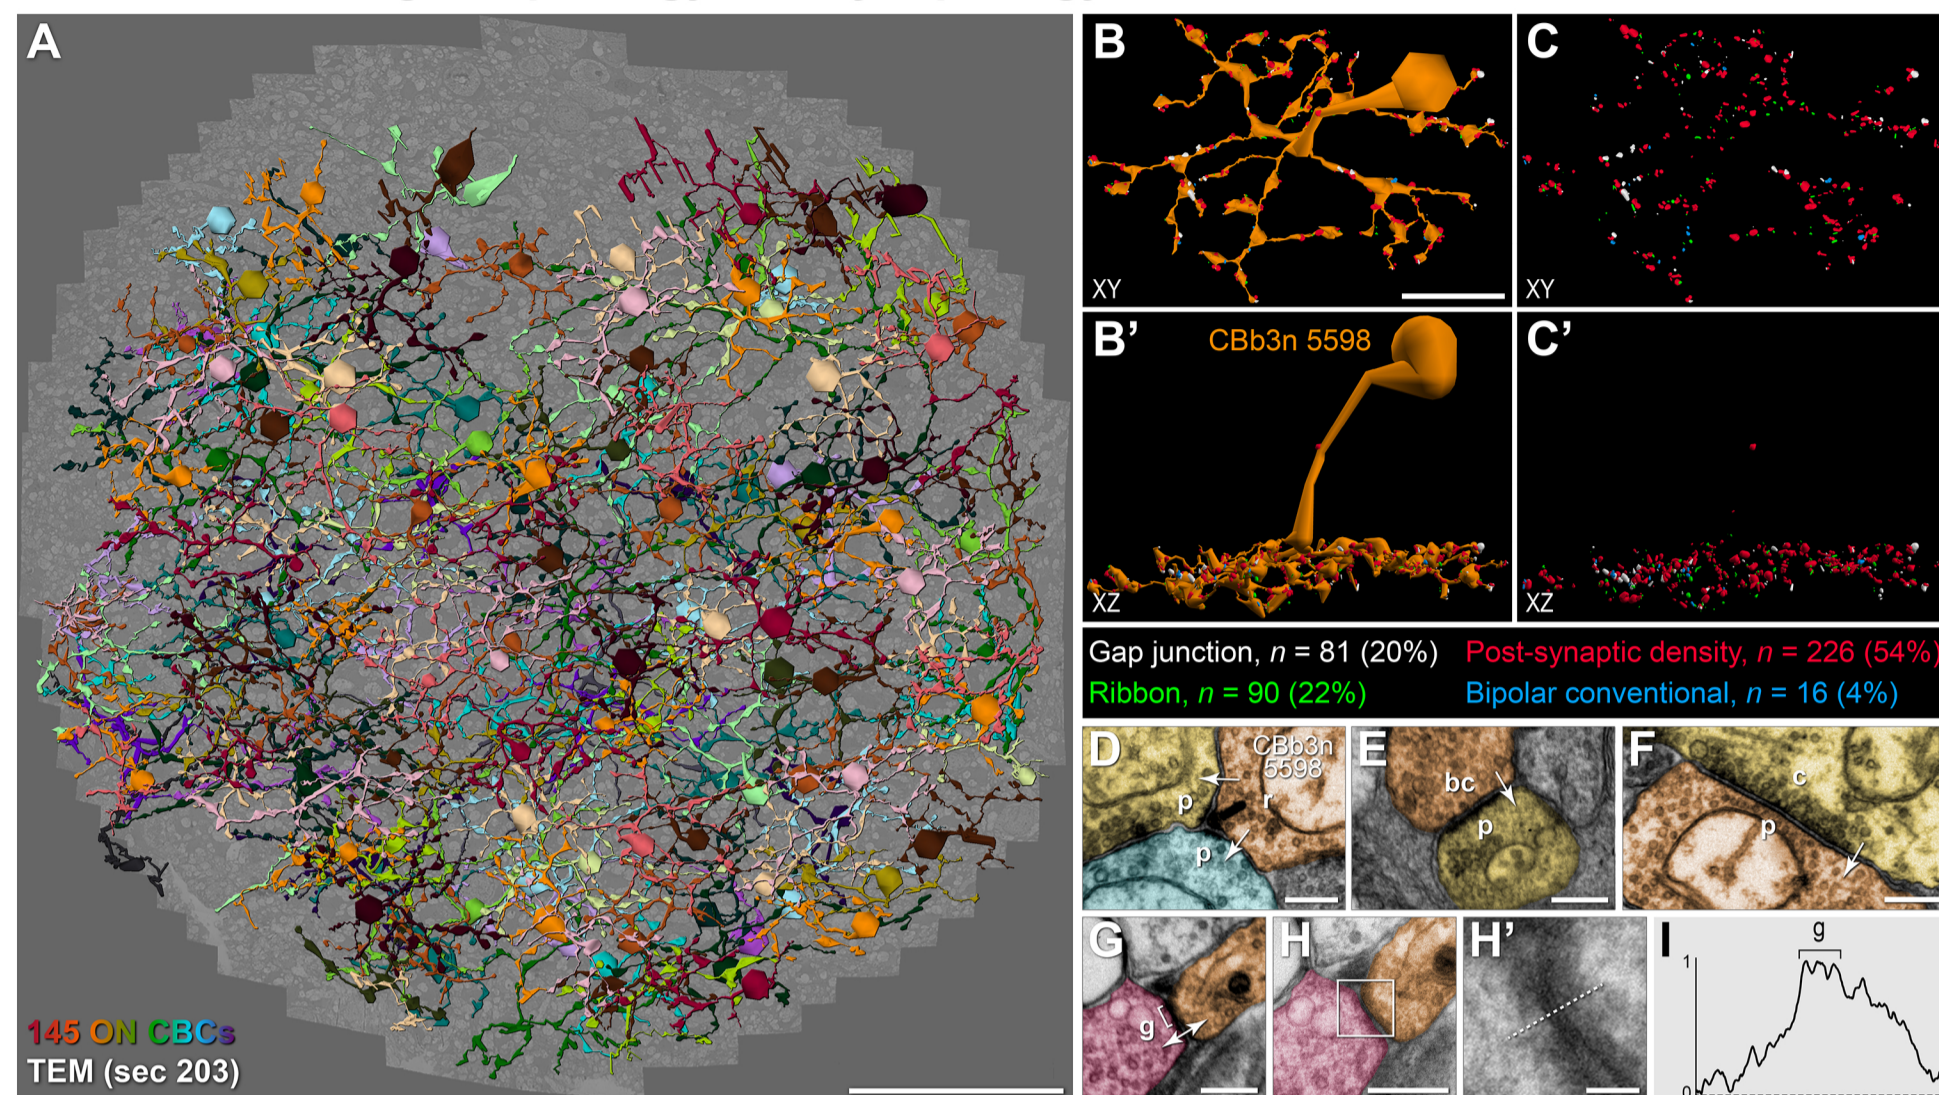 A
145 ON CBCs
TEM (sec 203)
B
XY
C
XY
B’
CBb3n 5598
XZ
C’
XZ
Gap junction, n = 81 (20%)
Post-synaptic density, n = 226 (54%)
Ribbon, n = 90 (22%)
Bipolar conventional, n = 16 (4%)
D
CBb3n
5598
p
r
p
E
bc
p
F
c
p
G
g
H
H’
I
g
1
0